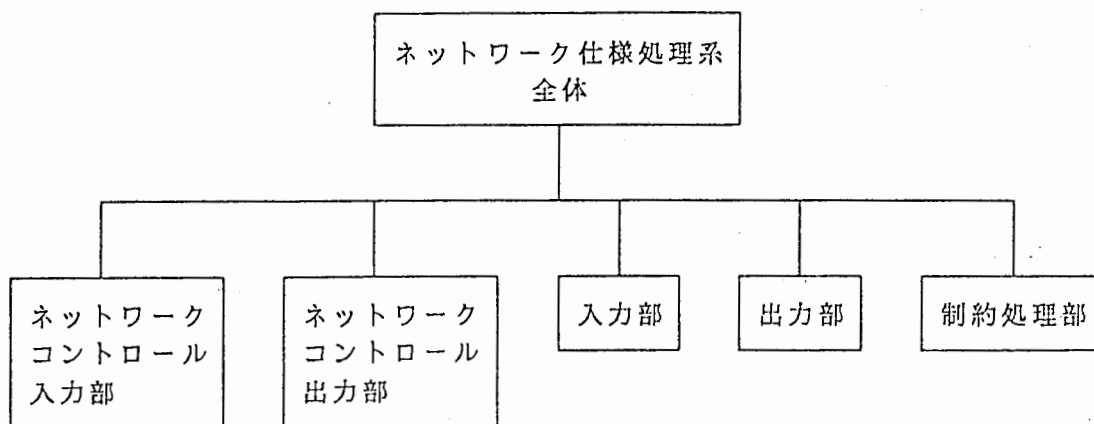 ネットワーク仕様処理系
全体
ネットワーク
コントロール
入力部
ネットワーク
コントロール
出力部
入力部
出力部
制約処理部